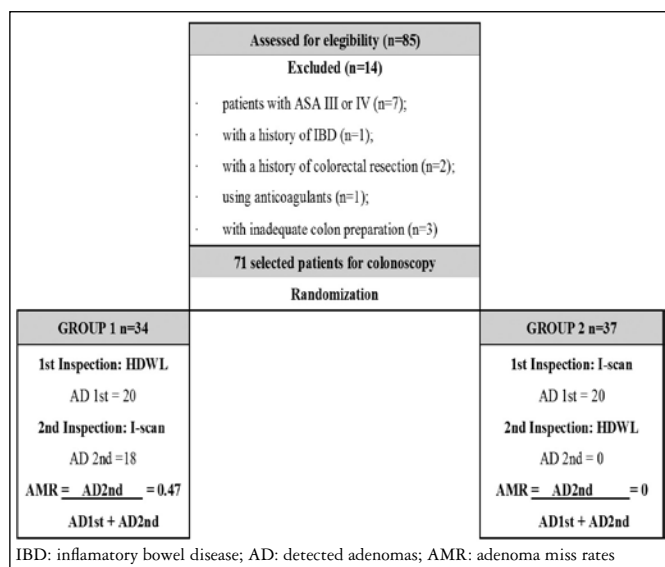 Assessed for elegibility (n=85)
Excluded (n=14)
· patients with ASA III or IV (n=7);
· with a history of IBD (n=1);
· with a history of colorectal resection (n=2);
· using anticoagulants (n=1);
· with inadequate colon preparation (n=3)
71 selected patients for colonoscopy
Randomization
GROUP 1 n=34
1st Inspection: HDWL
AD 1st = 20
2nd Inspection: I-scan
AD 2nd =18
AMR = AD2nd = 0.47
AD1st + AD2nd
GROUP 2 n=37
1st Inspection: I-scan
AD 1st = 20
2nd Inspection: HDWL
AD 2nd = 0
AMR = AD2nd = 0
AD1st + AD2nd
IBD: inflamatory bowel disease; AD: detected adenomas; AMR: adenoma miss rates